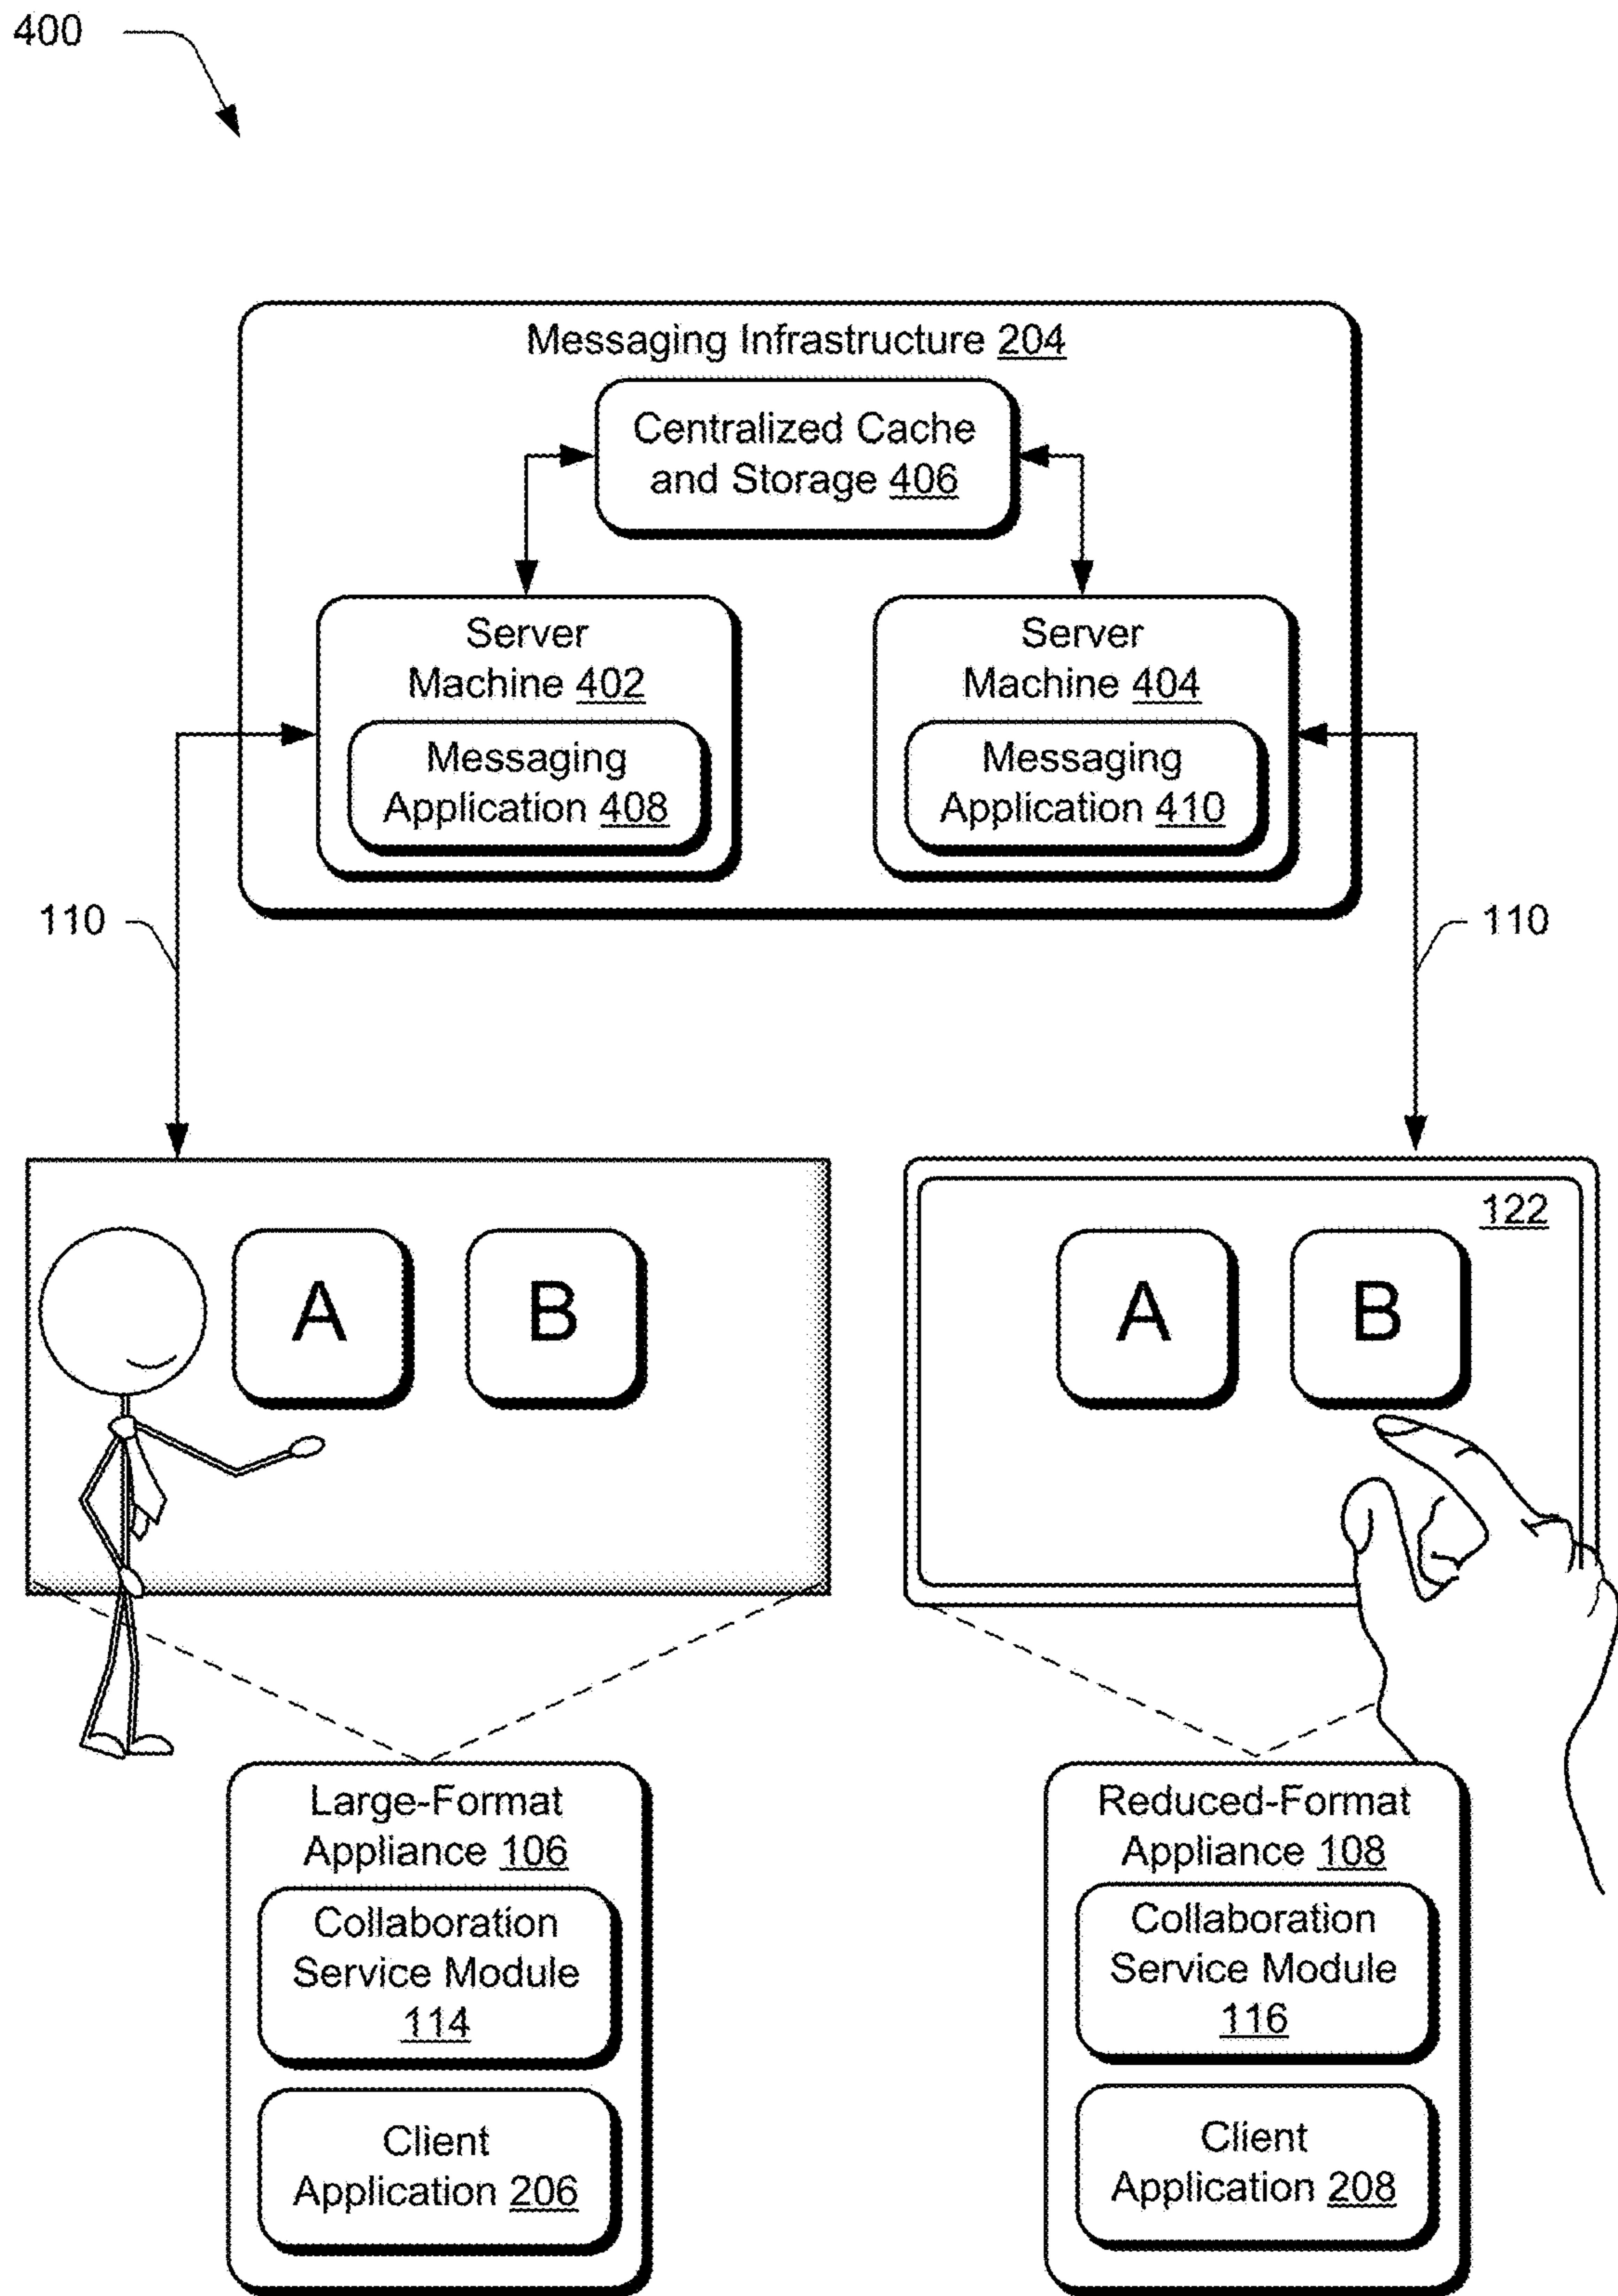 400
Messaging Infrastructure 204
Centralized Cache
and Storage 406
Server
Machine 402
Messaging
Application 408
Server
Machine 404
Messaging
Application 410
110
110
A
B
122
A
B
Large-Format
Appliance 106
Collaboration
Service Module
114
Client
Application 206
Reduced-Format
Appliance 108
Collaboration
Service Module
116
Client
Application 208